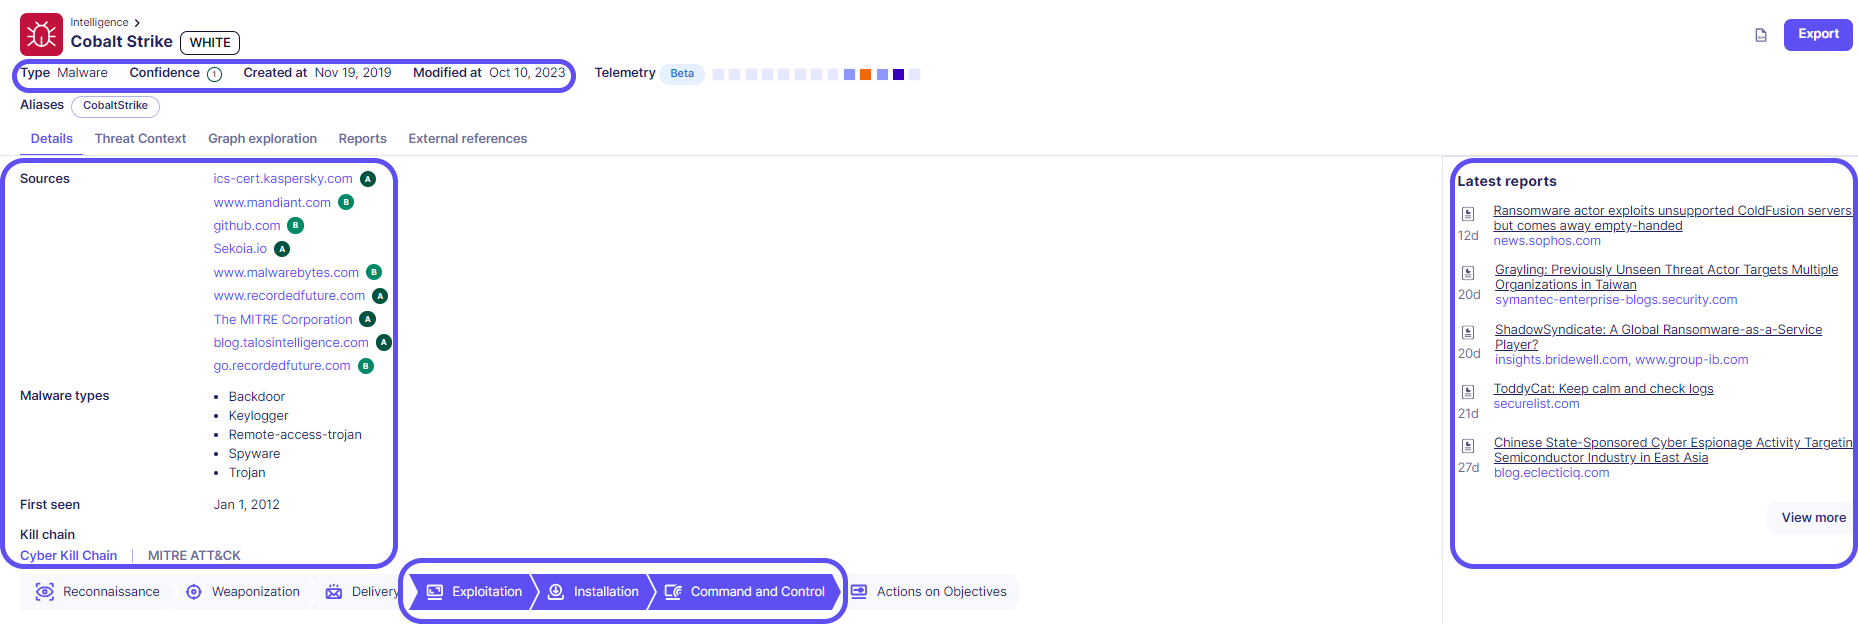 Intelligence >
Cobalt Strike WHITE
Export
Type Malware Confidence 1 Created at Nov 19, 2019 Modified at Oct 10, 2023 Telemetry Beta
Aliases CobaltStrike
Details Threat Context Graph exploration Reports External references
Sources
ics-cert.kaspersky.com A
www.mandiant.com B
github.com B
Sekoia.io A
www.malwarebytes.com B
www.recordedfuture.com A
The MITRE Corporation A
blog.talosintelligence.com A
go.recordedfuture.com B
Malware types
• Backdoor
• Keylogger
• Remote-access-trojan
• Spyware
• Trojan
First seen Jan 1, 2012
Kill chain
Cyber Kill Chain | MITRE ATT&CK
Reconnaissance Weaponization Delivery Exploitation Installation Command and Control Actions on Objectives
Latest reports
Ransomware actor exploits unsupported ColdFusion servers
but comes away empty-handed
12d
news.sophos.com
Grayling: Previously Unseen Threat Actor Targets Multiple
Organizations in Taiwan
20d
symantec-enterprise-blogs.security.com
ShadowSyndicate: A Global Ransomware-as-a-Service
Player?
20d
insights.bridewell.com, www.group-ib.com
ToddyCat: Keep calm and check logs
securelist.com
21d
Chinese State-Sponsored Cyber Espionage Activity Targetin
Semiconductor Industry in East Asia
27d
blog.eclecticiq.com
View more